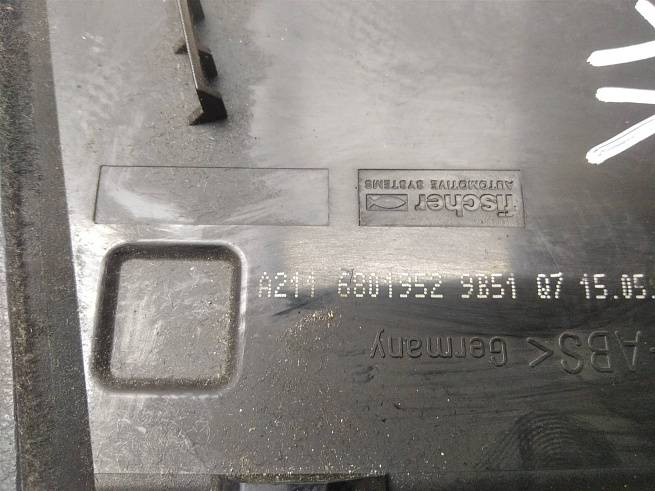 fischer
AUTOMOTIVE SYSTEMS
A211 6801952 9B51 Q7 15.05.
-ABS< Germany